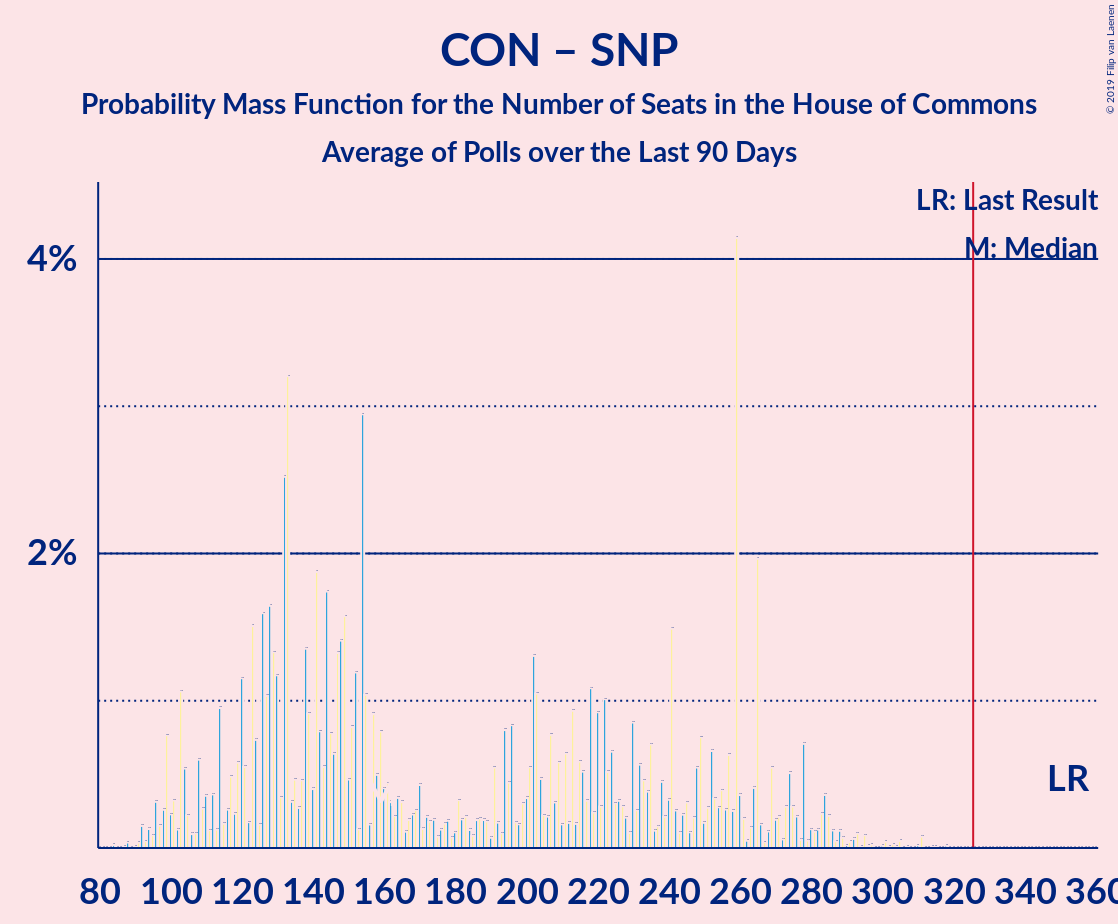 CON – SNP
Probability Mass Function for the Number of Seats in the House of Commons
Average of Polls over the Last 90 Days
© 2019 Filip van Laenen
LR: Last Result
M: Median
4%
2%
LR
80 100 120 140 160 180 200 220 240 260 280 300 320 340 360